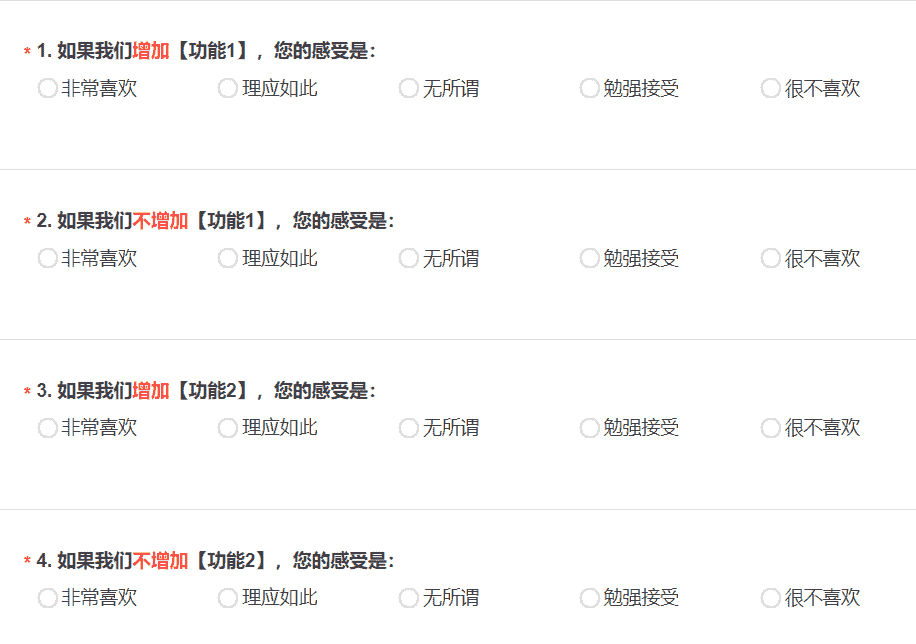 * 1. 如果我们增加【功能1】，您的感受是：
非常喜欢 理应如此 无所谓 勉强接受 很不喜欢
* 2. 如果我们不增加【功能1】，您的感受是：
非常喜欢 理应如此 无所谓 勉强接受 很不喜欢
* 3. 如果我们增加【功能2】，您的感受是：
非常喜欢 理应如此 无所谓 勉强接受 很不喜欢
* 4. 如果我们不增加【功能2】，您的感受是：
非常喜欢 理应如此 无所谓 勉强接受 很不喜欢